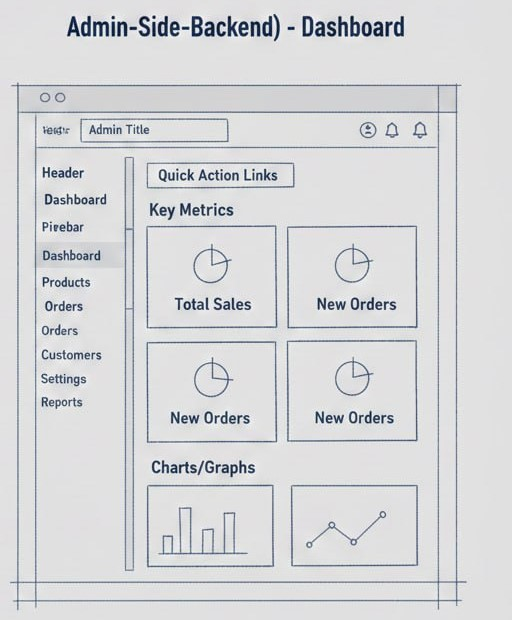 Admin-Side-Backend) - Dashboard
Admin Title
Header
Dashboard
Pirebar
Dashboard
Products
Orders
Orders
Customers
Settings
Reports
Quick Action Links
Key Metrics
Total Sales
New Orders
New Orders
New Orders
Charts/Graphs